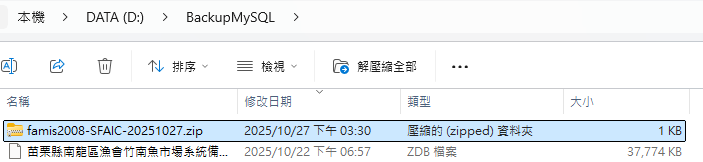 本機 > DATA (D:) > BackupMySQL >
排序 檢視 解壓縮全部 ...
名稱 修改日期 類型 大小
famis2008-SFAIC-20251027.zip 2025/10/27 下午 03:30 壓縮的 (zipped) 資料夾 1 KB
苗栗縣南龍區漁會竹南魚市場系統備... 2025/10/22 下午 06:57 ZDB 檔案 37,774 KB